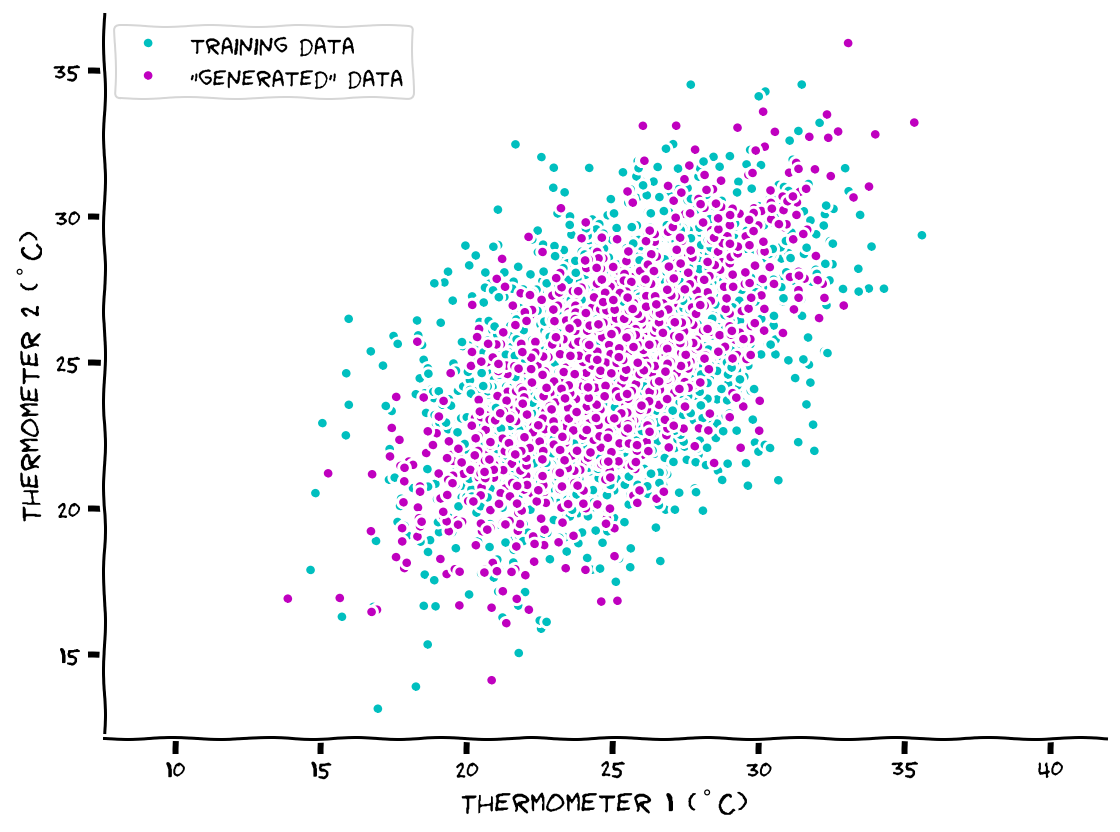 TRAINING DATA
"GENERATED" DATA
35
30
25
20
15
THERMOMETER 2 (°C)
10 15 20 25 30 35 40
THERMOMETER 1 (°C)